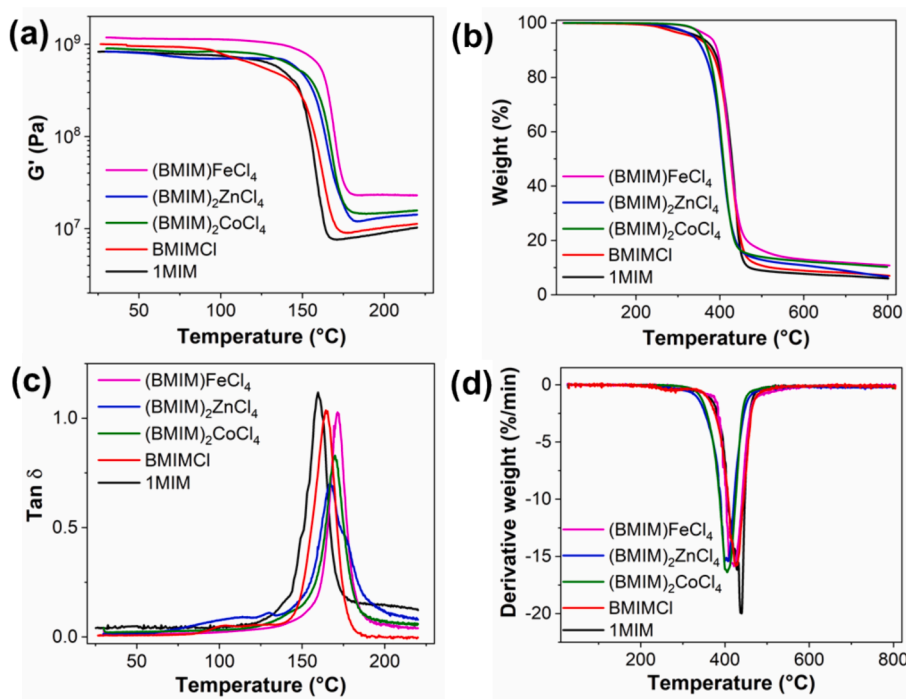 (a)
10⁹
10⁸
10⁷
G' (Pa)
(BMIM)FeCl₄
(BMIM)₂ZnCl₄
(BMIM)₂CoCl₄
BMIMCl
1MIM
50 100 150 200
Temperature (°C)
(b)
100
80
60
40
20
0
Weight (%)
(BMIM)FeCl₄
(BMIM)₂ZnCl₄
(BMIM)₂CoCl₄
BMIMCl
1MIM
200 400 600 800
Temperature (°C)
(c)
1.0
0.5
0.0
Tan δ
(BMIM)FeCl₄
(BMIM)₂ZnCl₄
(BMIM)₂CoCl₄
BMIMCl
1MIM
50 100 150 200
Temperature (°C)
(d)
0
-5
-10
-15
-20
Derivative weight (%/min)
(BMIM)FeCl₄
(BMIM)₂ZnCl₄
(BMIM)₂CoCl₄
BMIMCl
1MIM
200 400 600 800
Temperature (°C)